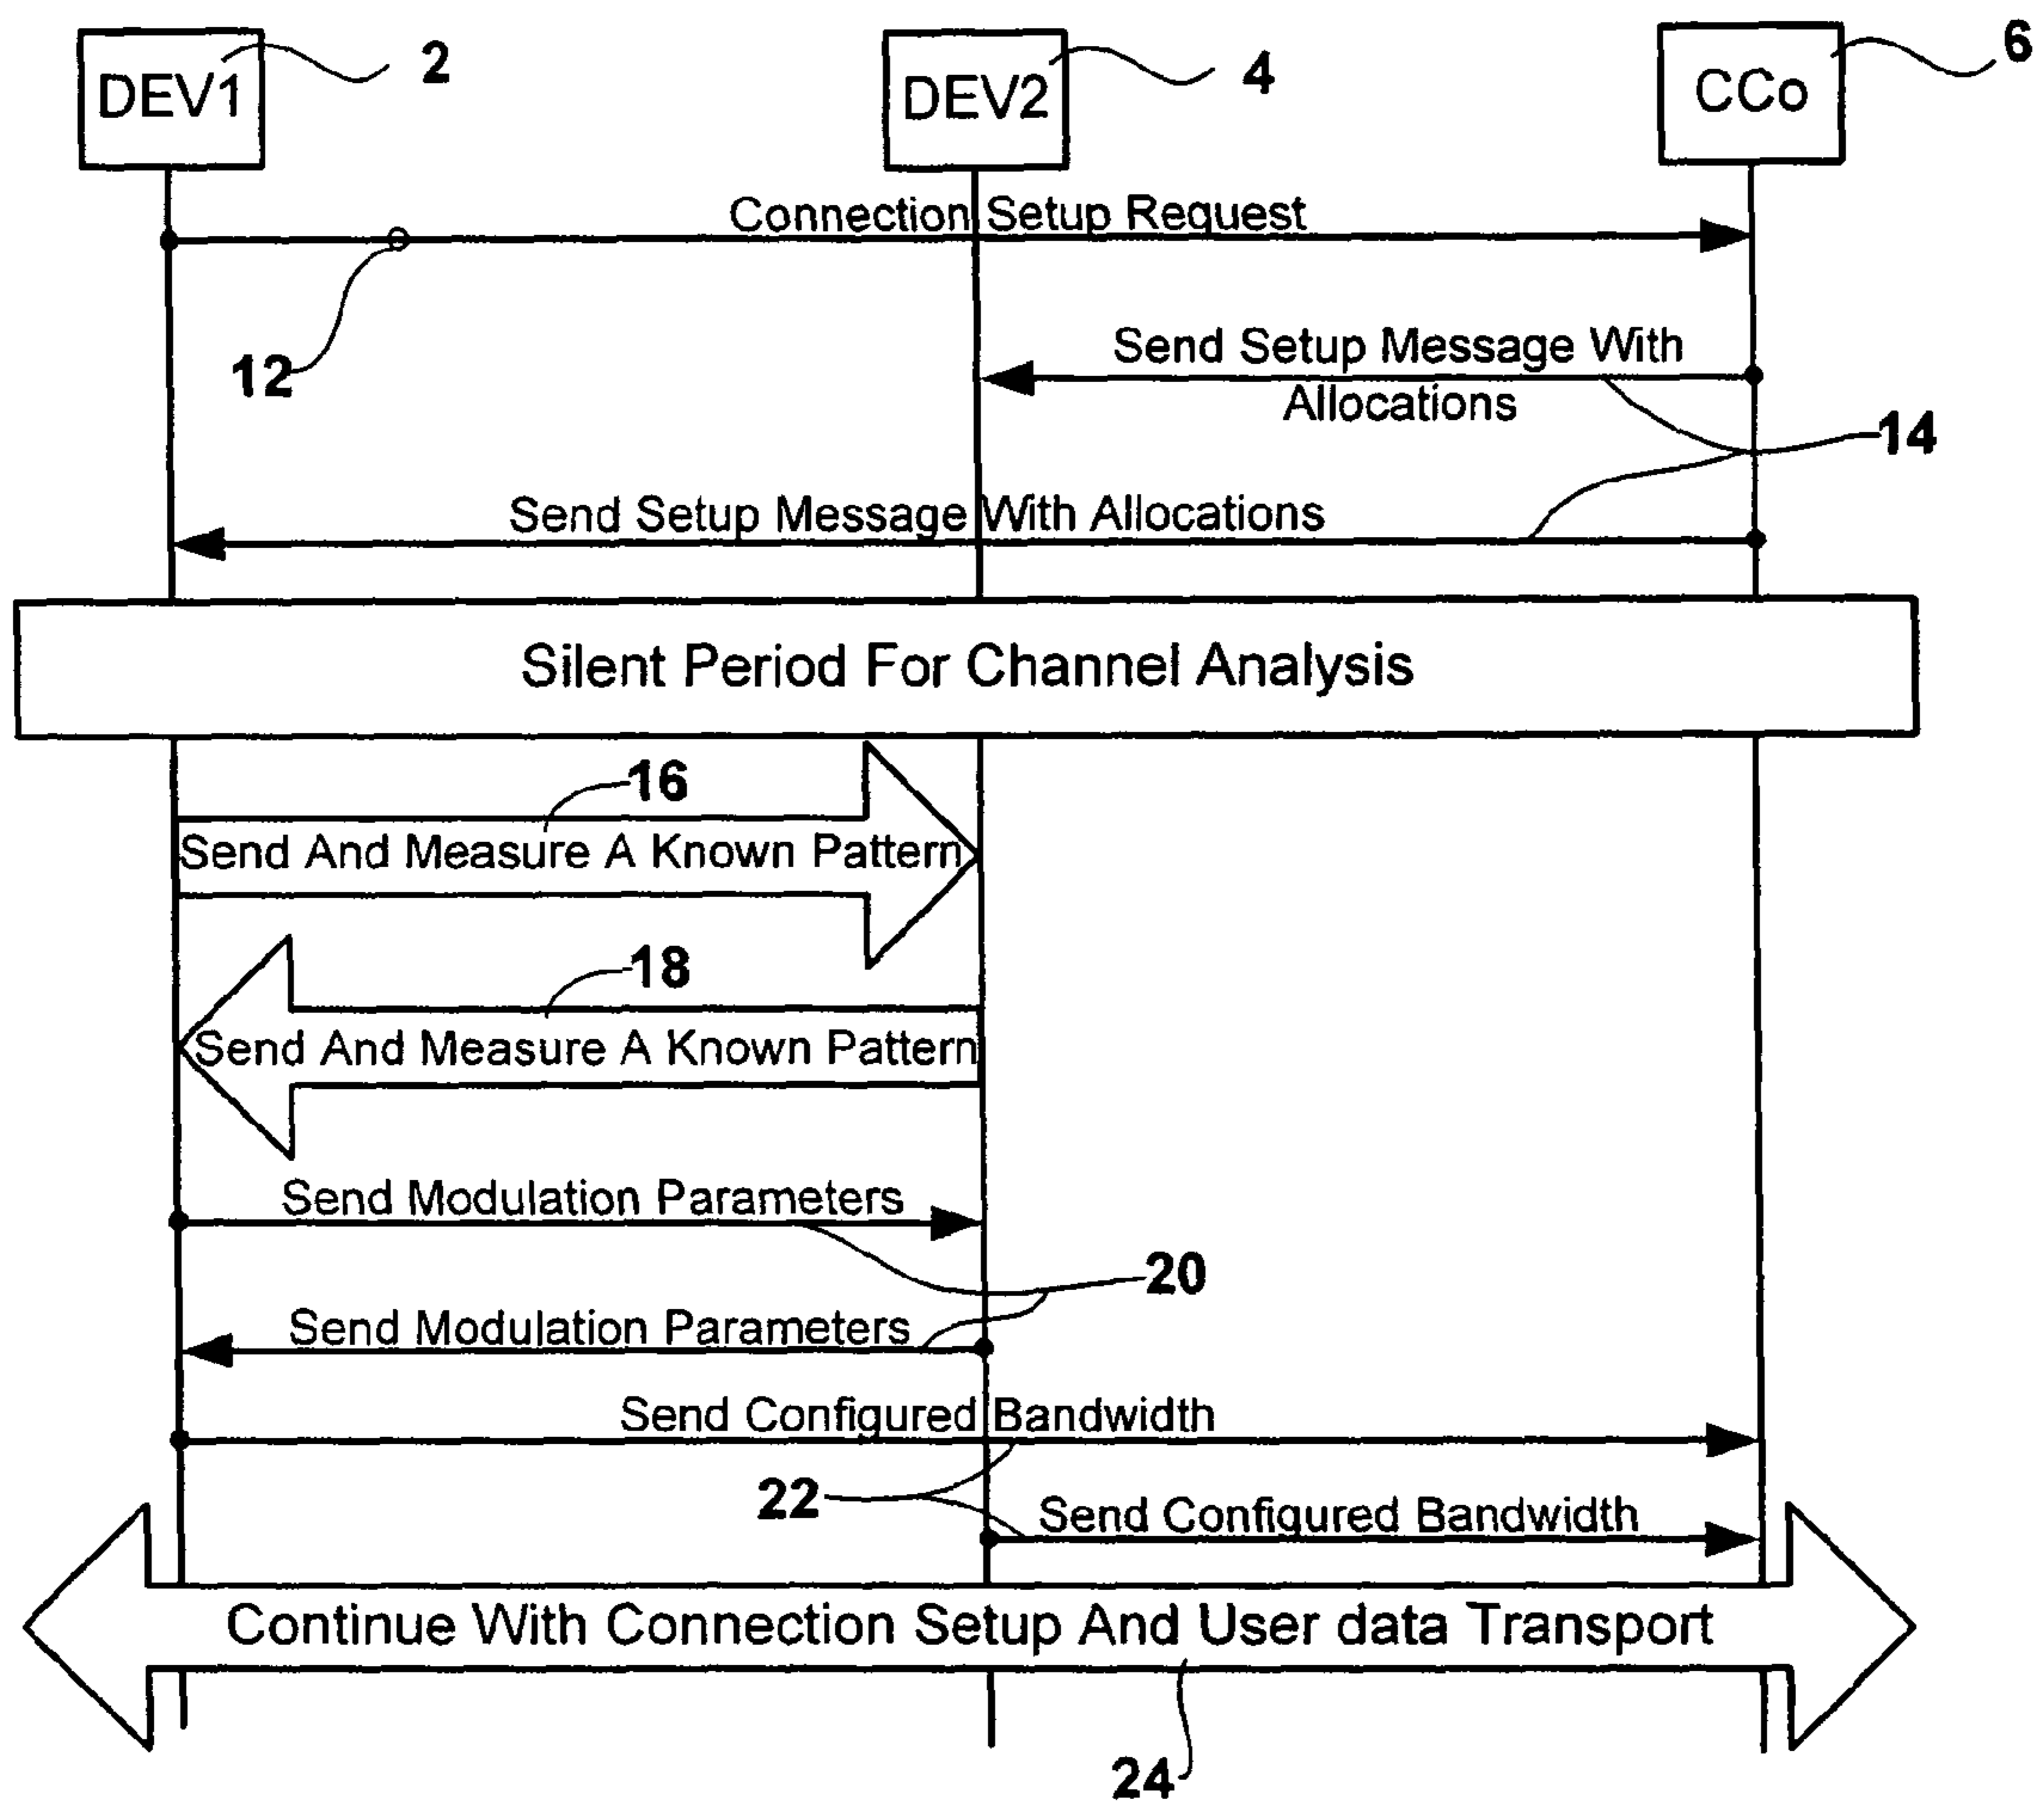 DEV1
2
DEV2
4
CCo
6
Connection Setup Request
12
Send Setup Message With
Allocations
14
Send Setup Message With Allocations
Silent Period For Channel Analysis
16
Send And Measure A Known Pattern
18
Send And Measure A Known Pattern
Send Modulation Parameters
20
Send Modulation Parameters
Send Configured Bandwidth
22
Send Configured Bandwidth
Continue With Connection Setup And User data Transport
24